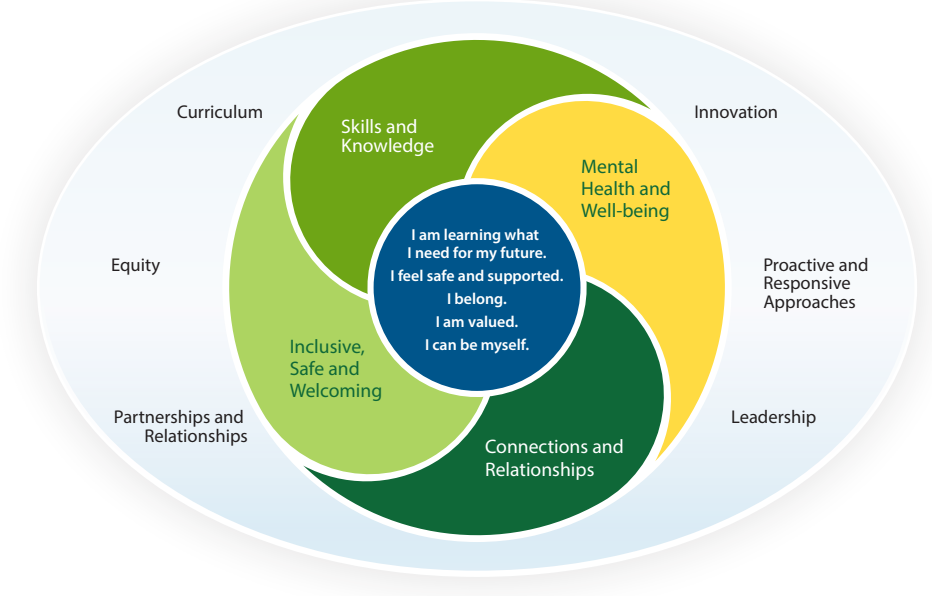 Curriculum
Innovation
Skills and
Knowledge
Mental
Health and
Well-being
I am learning what
I need for my future.
I feel safe and supported.
I belong.
I am valued.
I can be myself.
Equity
Proactive and
Responsive
Approaches
Inclusive,
Safe and
Welcoming
Partnerships and
Relationships
Leadership
Connections and
Relationships